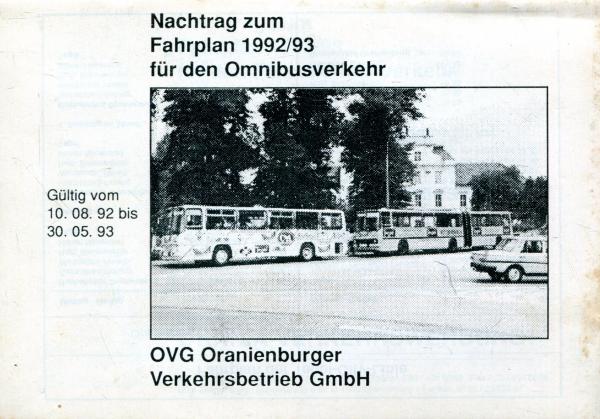 Nachtrag zum
Fahrplan 1992/93
für den Omnibusverkehr
Gültig vom
10. 08. 92 bis
30. 05. 93
OVG Oranienburger
Verkehrsbetrieb GmbH